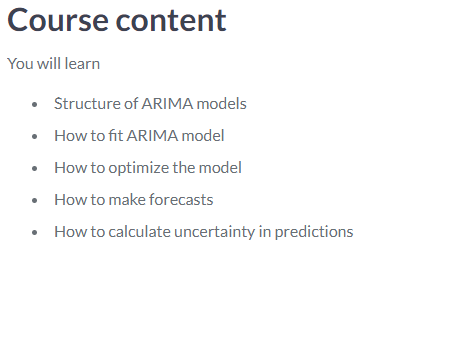 Course content
You will learn
• Structure of ARIMA models
• How to fit ARIMA model
• How to optimize the model
• How to make forecasts
• How to calculate uncertainty in predictions